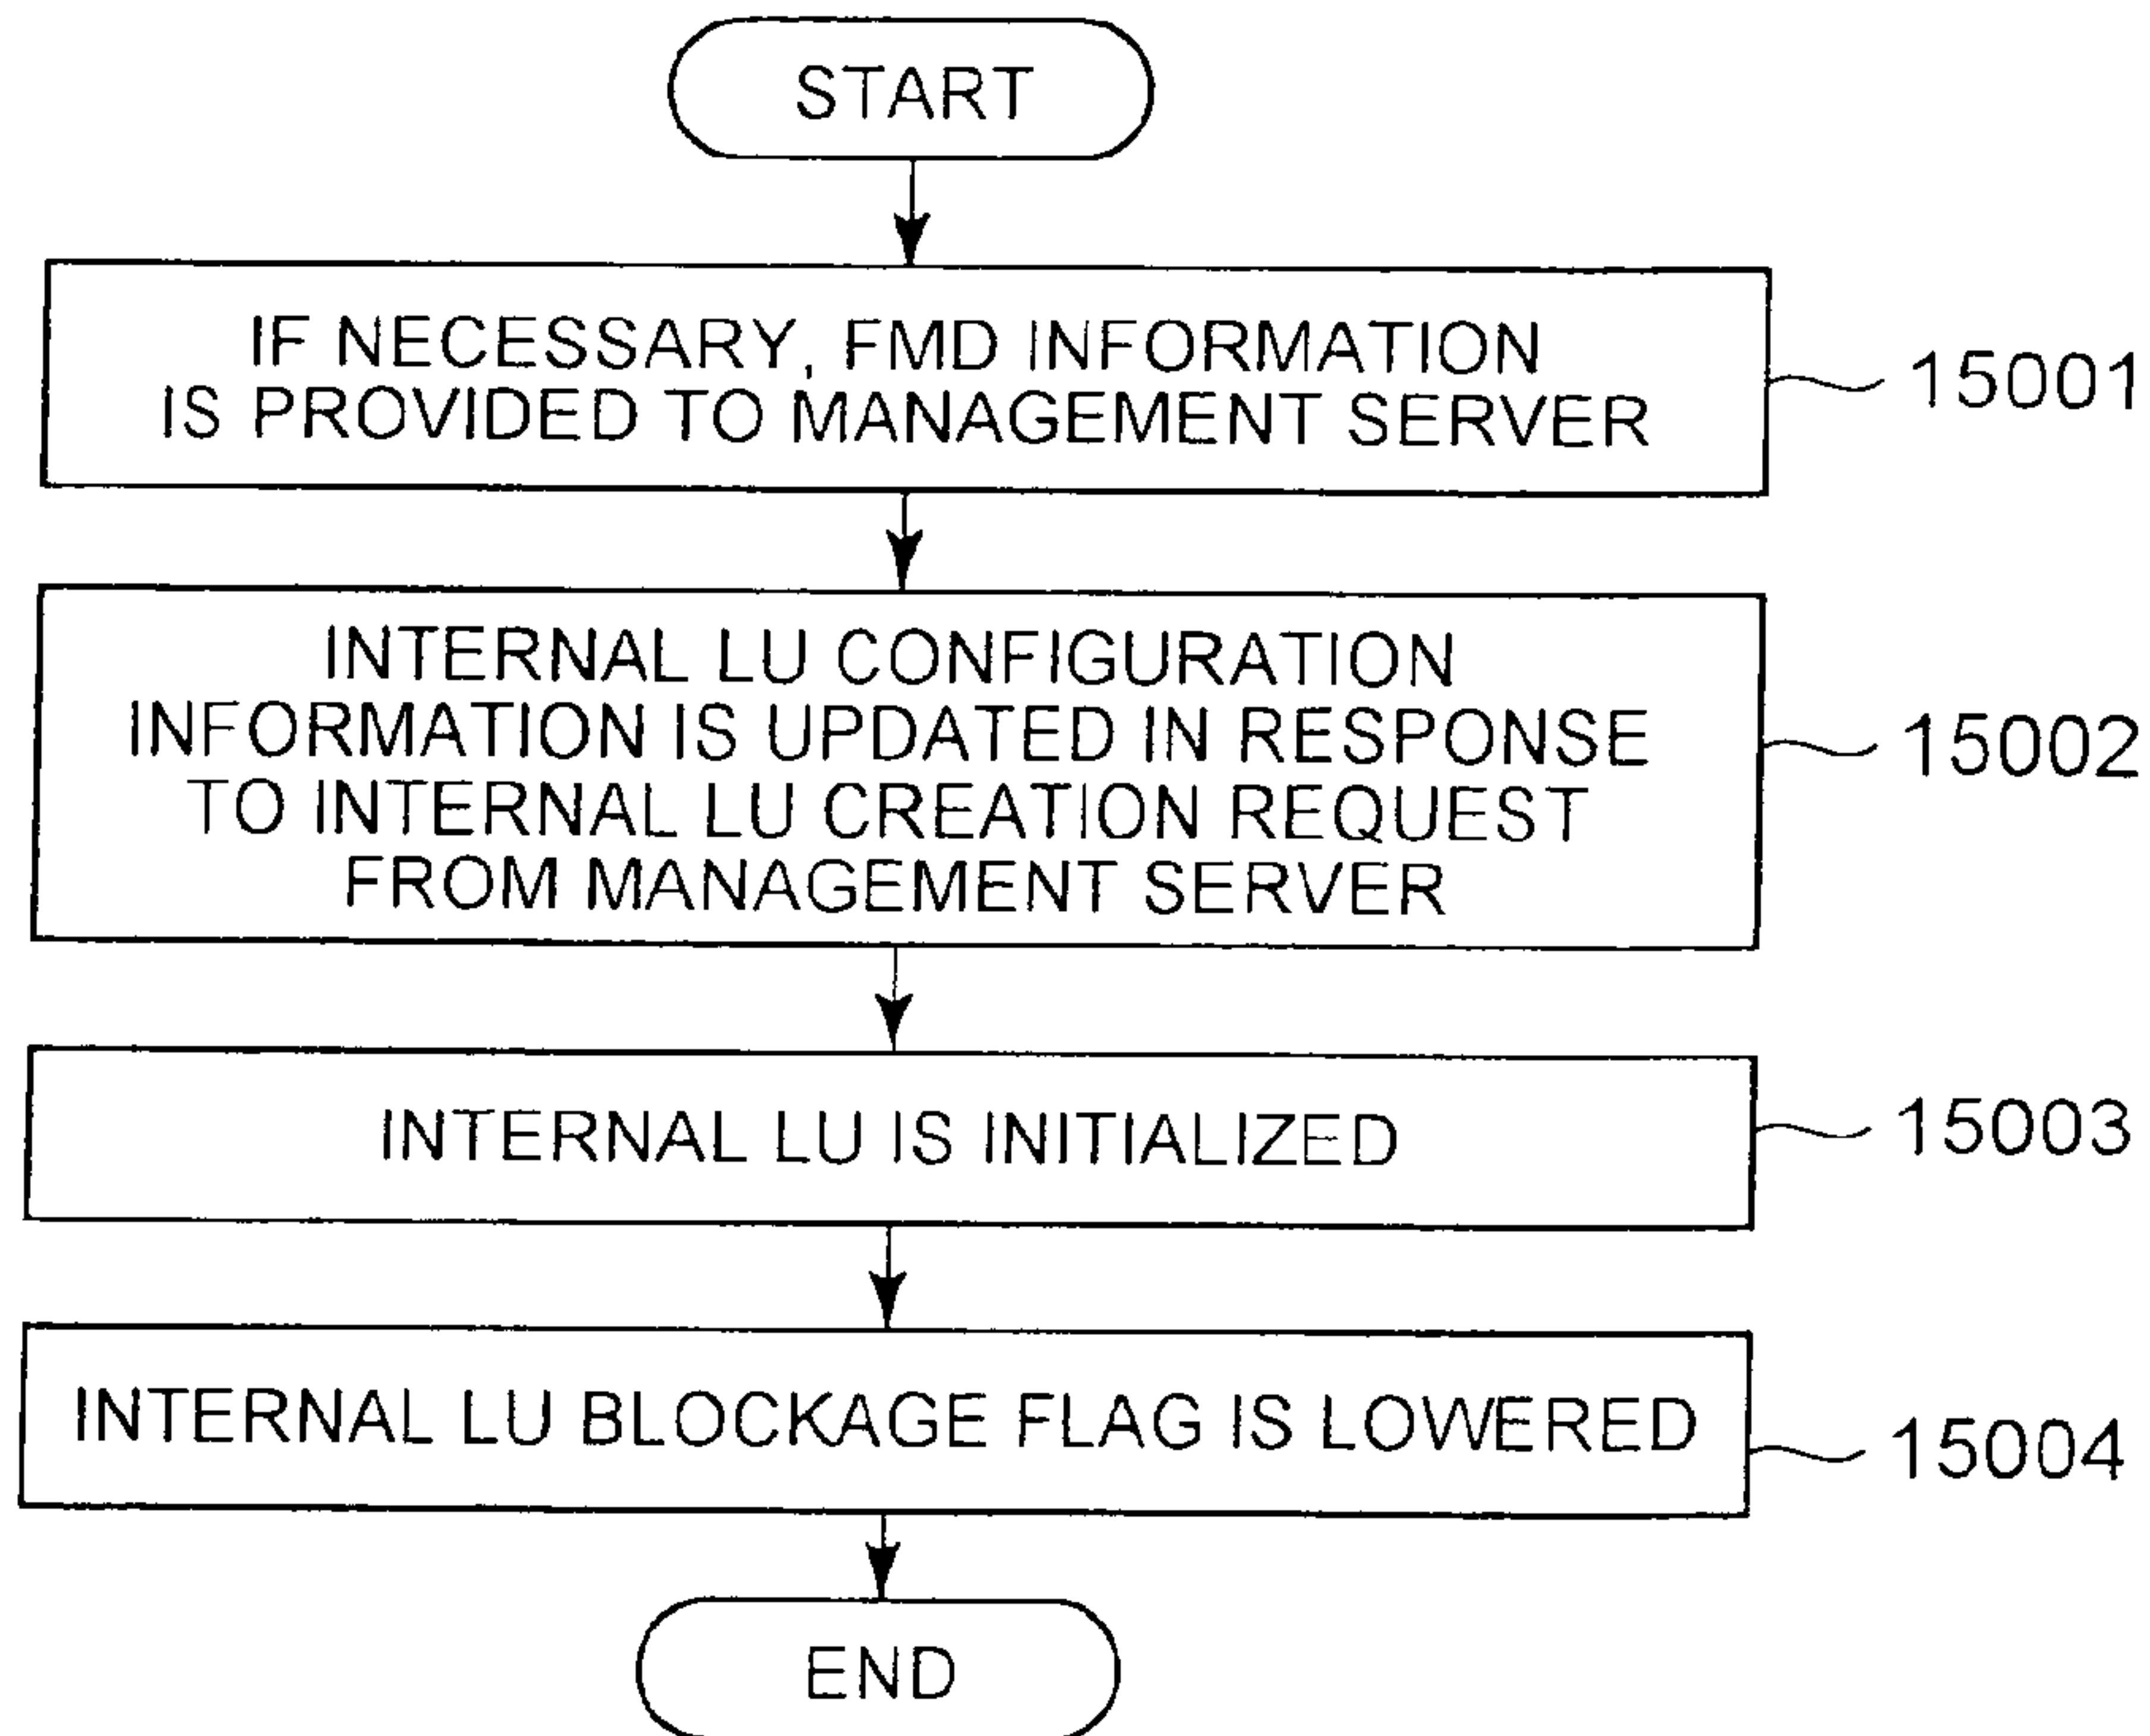 START
IF NECESSARY, FMD INFORMATION
IS PROVIDED TO MANAGEMENT SERVER
15001
INTERNAL LU CONFIGURATION
INFORMATION IS UPDATED IN RESPONSE
TO INTERNAL LU CREATION REQUEST
FROM MANAGEMENT SERVER
15002
INTERNAL LU IS INITIALIZED
15003
INTERNAL LU BLOCKAGE FLAG IS LOWERED
15004
END